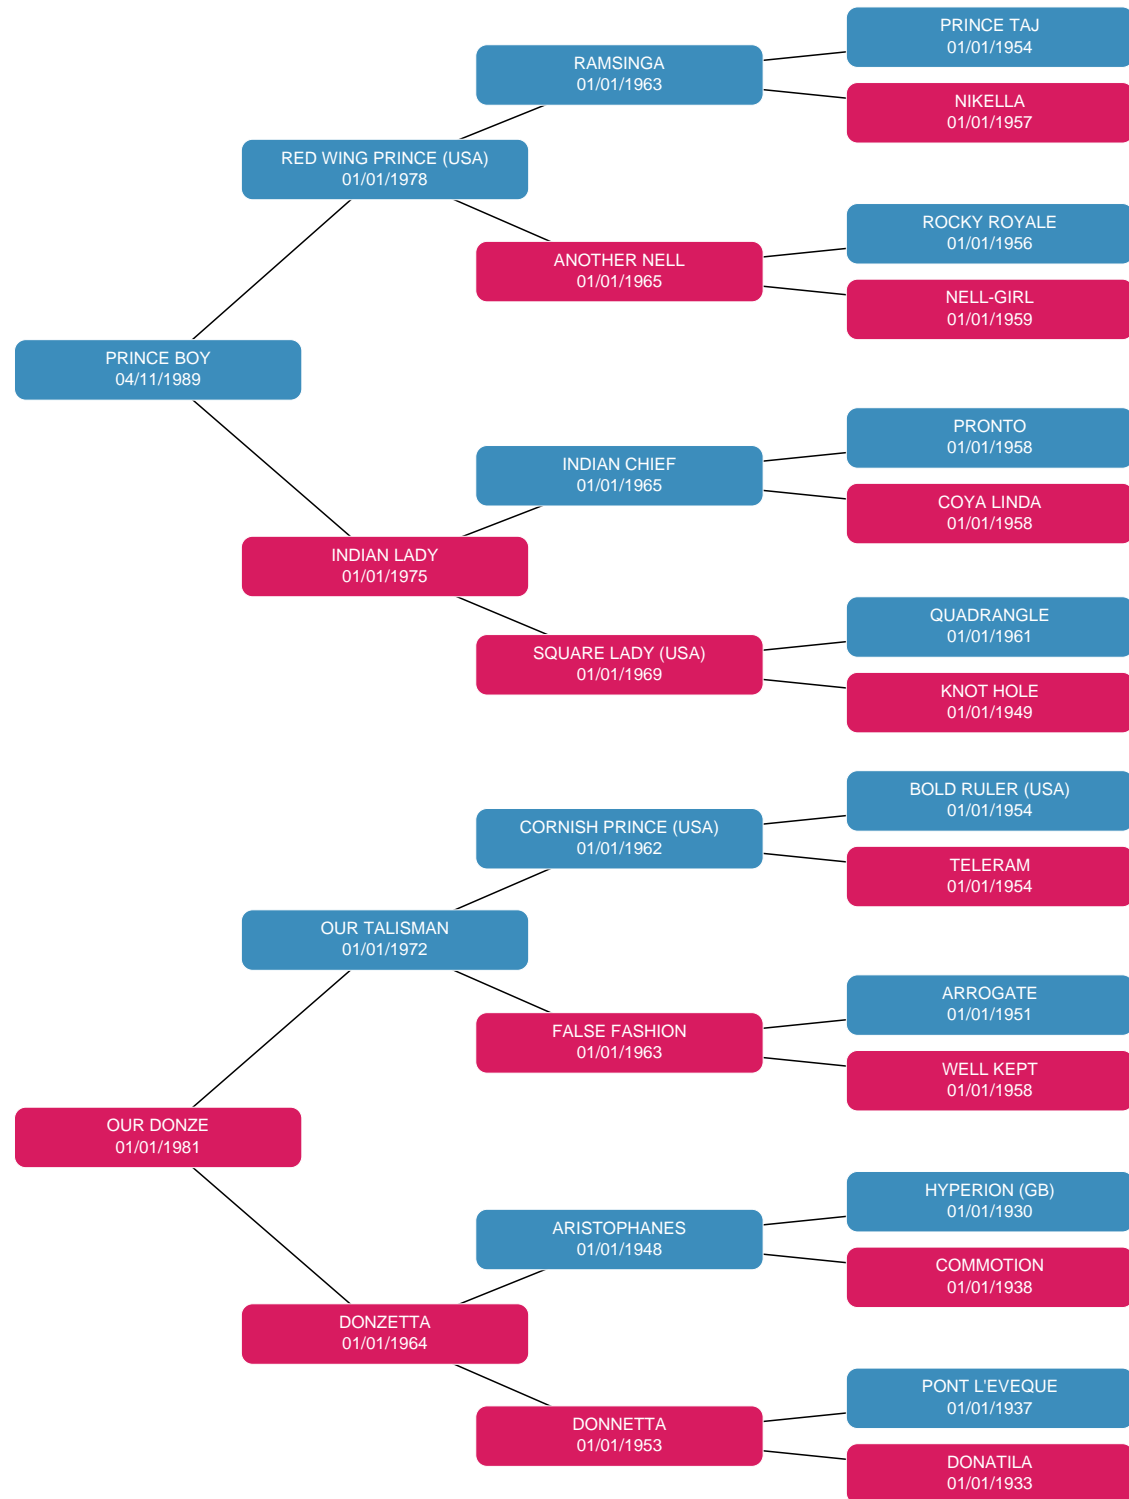 PRINCE TAJ
01/01/1954
RAMSINGA
01/01/1963
NIKELLA
01/01/1957
RED WING PRINCE (USA)
01/01/1978
ROCKY ROYALE
01/01/1956
ANOTHER NELL
01/01/1965
NELL-GIRL
01/01/1959
PRINCE BOY
04/11/1989
PRONTO
01/01/1958
INDIAN CHIEF
01/01/1965
COYA LINDA
01/01/1958
INDIAN LADY
01/01/1975
QUADRANGLE
01/01/1961
SQUARE LADY (USA)
01/01/1969
KNOT HOLE
01/01/1949
BOLD RULER (USA)
01/01/1954
CORNISH PRINCE (USA)
01/01/1962
TELERAM
01/01/1954
OUR TALISMAN
01/01/1972
ARROGATE
01/01/1951
FALSE FASHION
01/01/1963
WELL KEPT
01/01/1958
OUR DONZE
01/01/1981
HYPERION (GB)
01/01/1930
ARISTOPHANES
01/01/1948
COMMOTION
01/01/1938
DONZETTA
01/01/1964
PONT L'EVEQUE
01/01/1937
DONNETTA
01/01/1953
DONATILA
01/01/1933